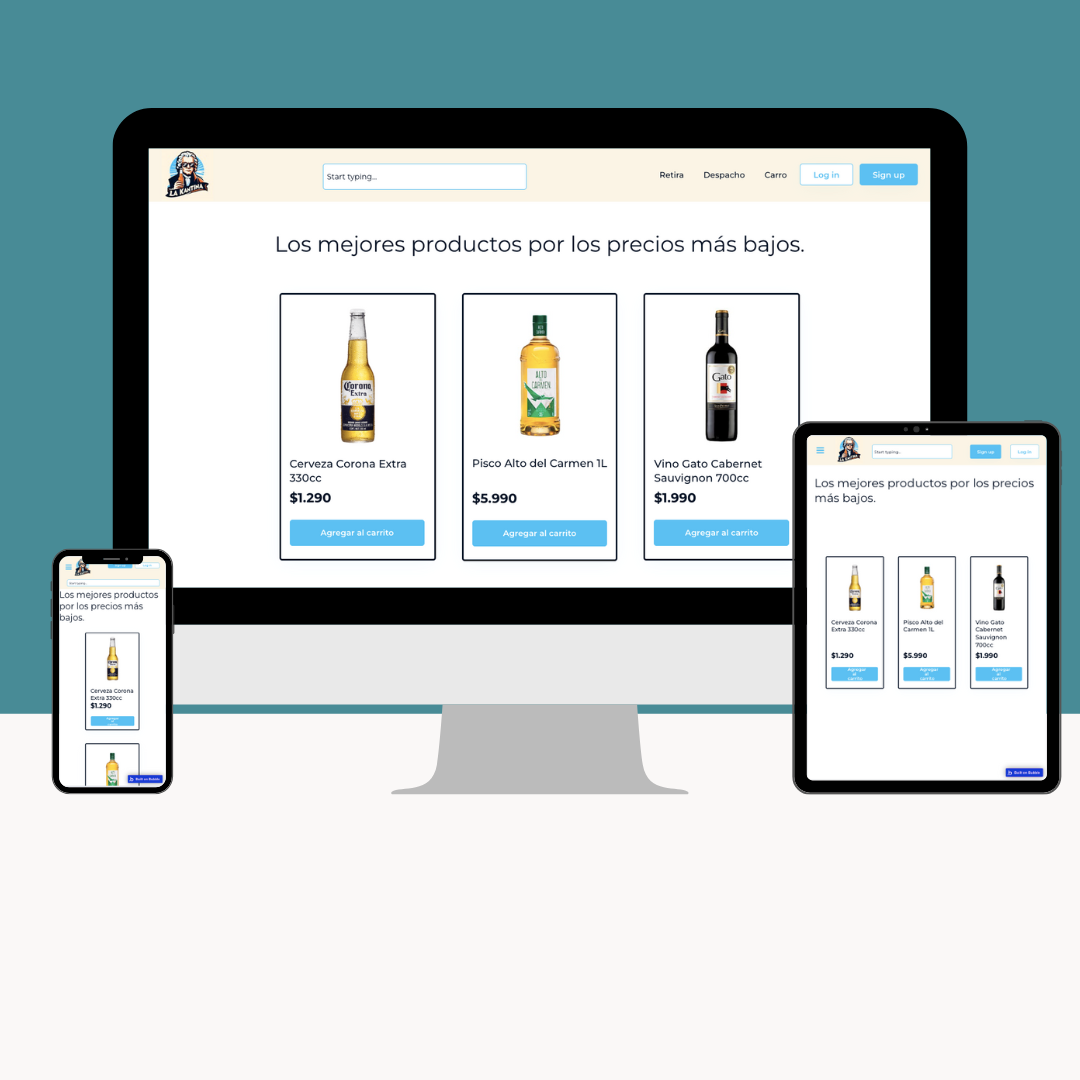 LA KANTINA
Start typing...
Retira
Despacho
Carro
Log in
Sign up
Los mejores productos por los precios más bajos.
Corona
Extra
Cerveza Corona Extra
330cc
$1.290
Agregar al carrito
ALTO
DEL
CARMEN
Pisco Alto del Carmen 1L
$5.990
Agregar al carrito
Gato
Vino Gato Cabernet
Sauvignon 700cc
$1.990
Agregar al carrito
Los mejores productos
por los precios más
bajos.
Cerveza Corona
Extra 330cc
$1.290
Agregar
al
carrito
Built on Bubble
LA KANTINA
Start typing...
Sign up
Log in
Los mejores productos por los precios
más bajos.
Cerveza Corona
Extra 330cc
$1.290
Agregar
al
carrito
Pisco Alto del
Carmen 1L
$5.990
Agregar
al
carrito
Vino Gato
Cabernet
Sauvignon
700cc
$1.990
Agregar
al
carrito
Built on Bubble